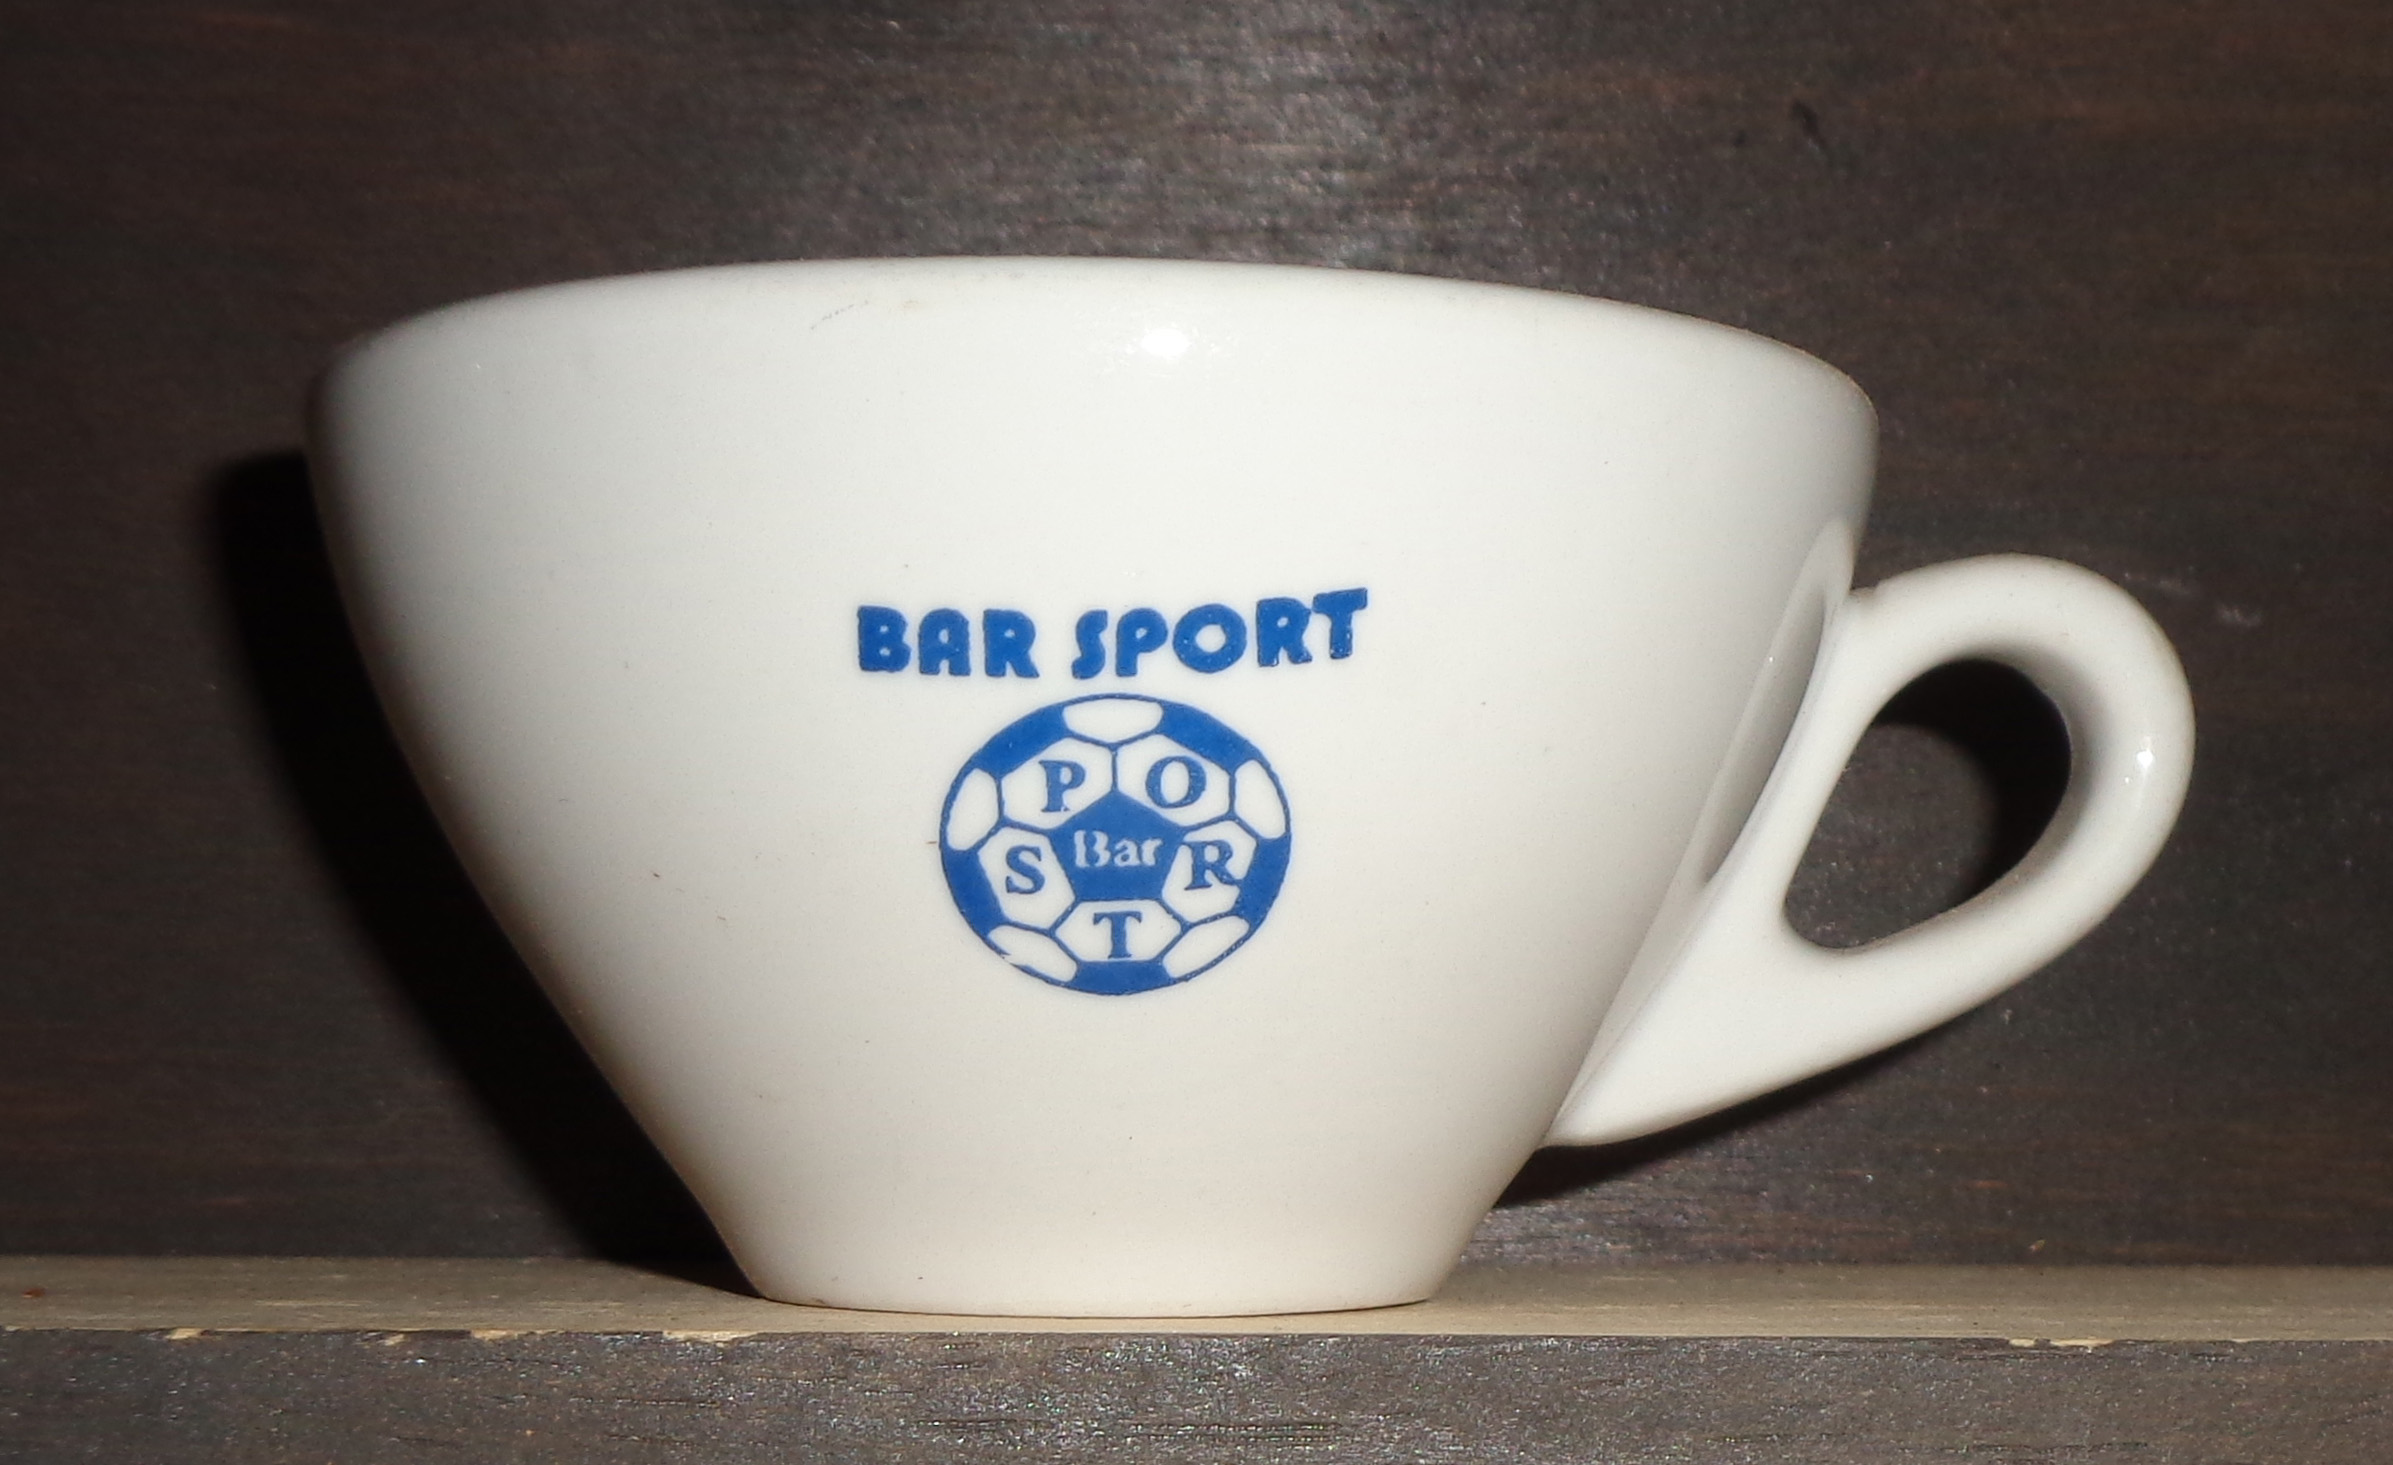 BAR SPORT
P O
S Bar R
T